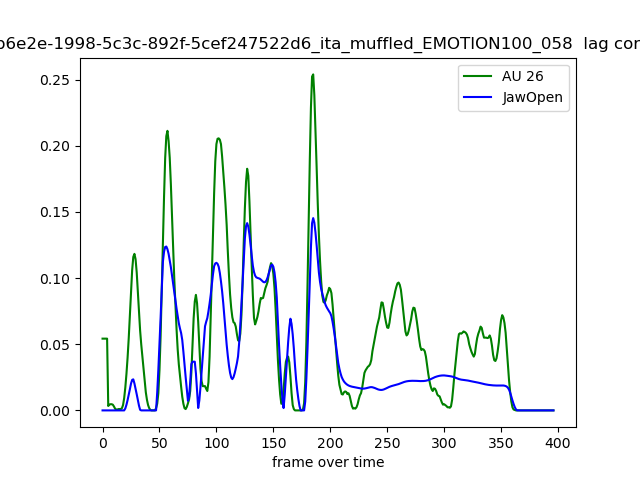 b6e2e-1998-5c3c-892f-5cef247522d6_ita_muffled_EMOTION100_058 lag cor
AU 26
JawOpen
0.25
0.20
0.15
0.10
0.05
0.00
0 50 100 150 200 250 300 350 400
frame over time